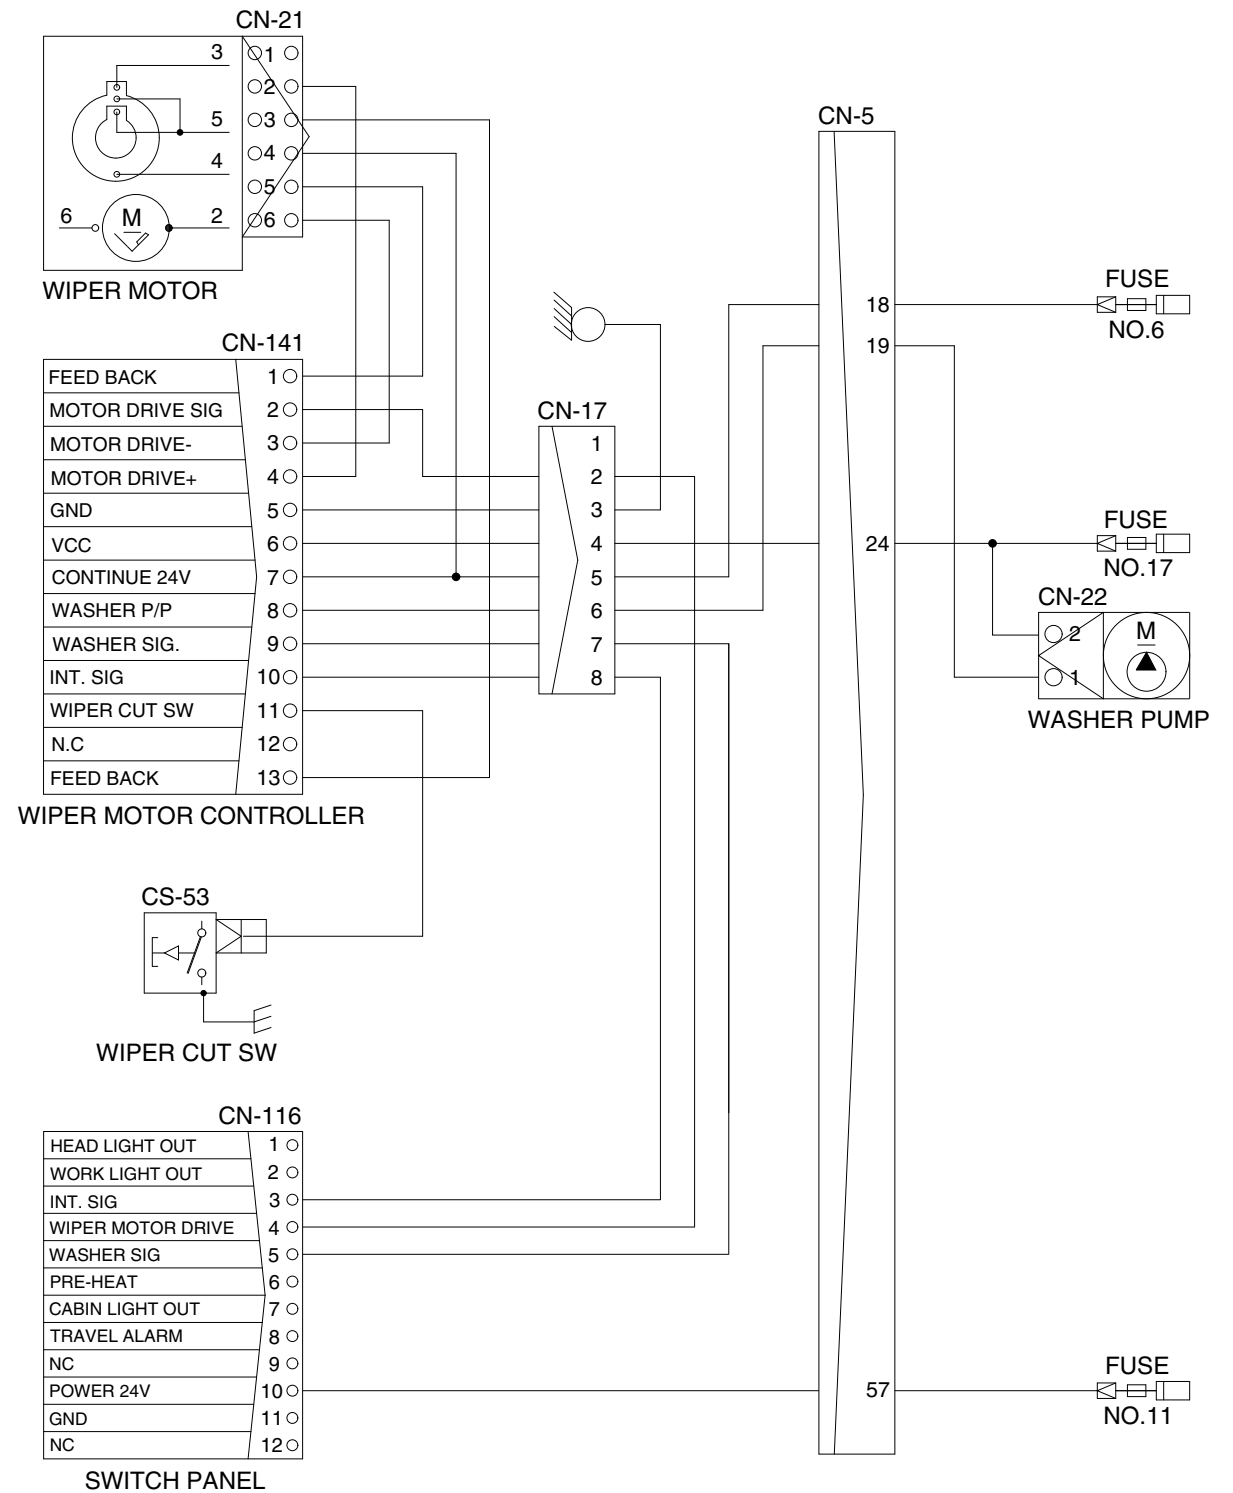 CN-21
3
1
2
5
3
4
4
5
6
M
2
6
WIPER MOTOR
CN-5
18
FUSE
NO.6
19
CN-141
FEED BACK 1
MOTOR DRIVE SIG 2
MOTOR DRIVE- 3
MOTOR DRIVE+ 4
GND 5
VCC 6
CONTINUE 24V 7
WASHER P/P 8
WASHER SIG. 9
INT. SIG 10
WIPER CUT SW 11
N.C 12
FEED BACK 13
WIPER MOTOR CONTROLLER
CN-17
1
2
3
4
5
6
7
8
24
FUSE
NO.17
CN-22
2
M
1
WASHER PUMP
CS-53
WIPER CUT SW
CN-116
HEAD LIGHT OUT 1
WORK LIGHT OUT 2
INT. SIG 3
WIPER MOTOR DRIVE 4
WASHER SIG 5
PRE-HEAT 6
CABIN LIGHT OUT 7
TRAVEL ALARM 8
NC 9
POWER 24V 10
GND 11
NC 12
SWITCH PANEL
57
FUSE
NO.11